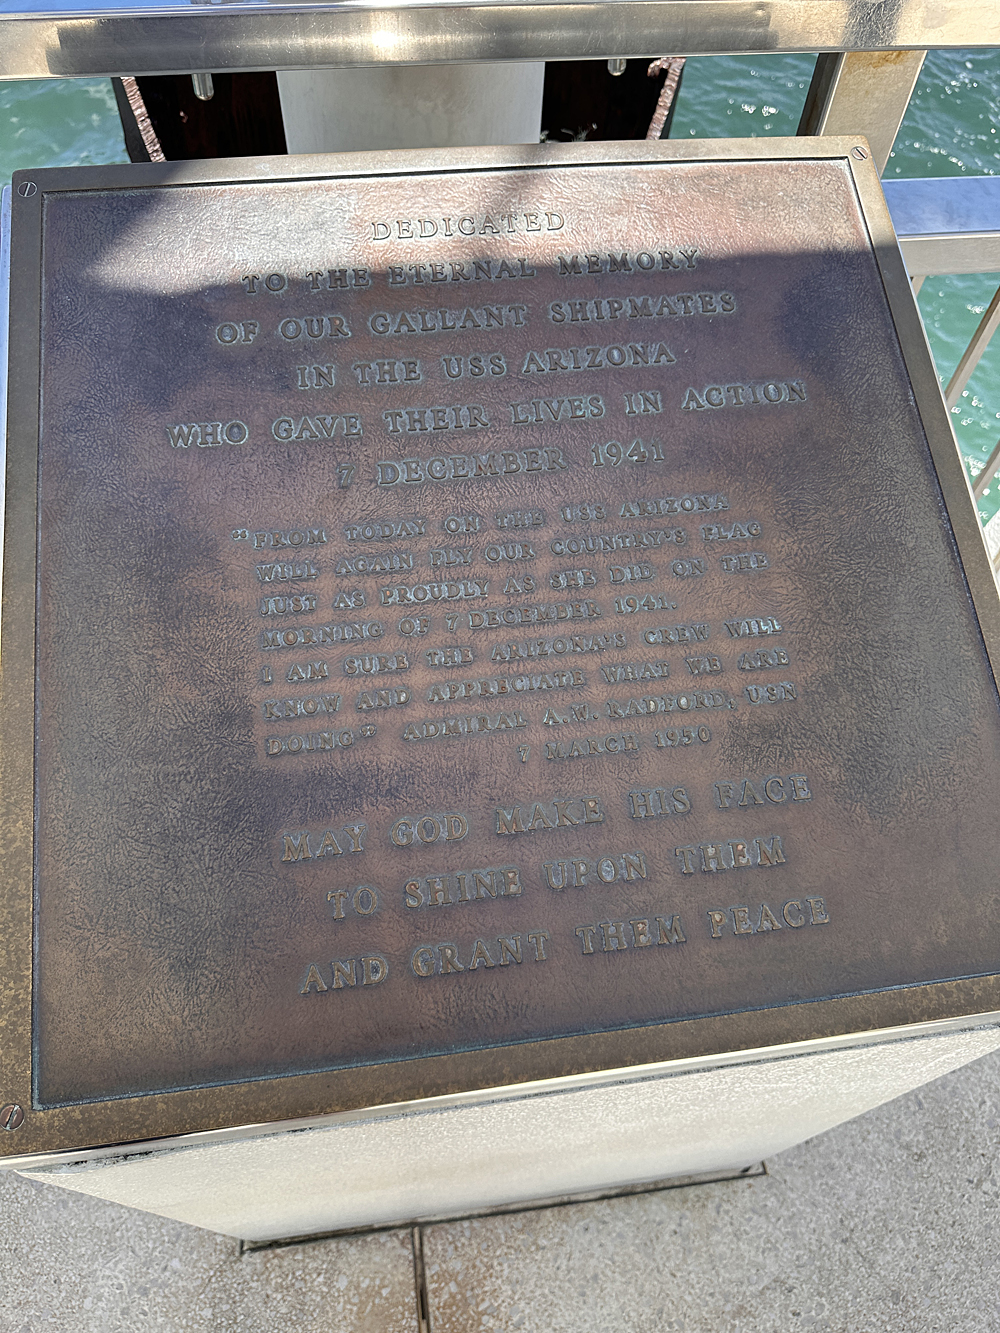 DEDICATED
TO THE ETERNAL MEMORY
OF OUR GALLANT SHIPMATES
IN THE USS ARIZONA
WHO GAVE THEIR LIVES IN ACTION
7 DECEMBER 1941
"FROM TODAY ON THE USS ARIZONA
WILL AGAIN FLY OUR COUNTRY'S FLAG
JUST AS PROUDLY AS SHE DID ON THE
MORNING OF 7 DECEMBER 1941.
I AM SURE THE ARIZONA'S CREW WILL
KNOW AND APPRECIATE WHAT WE ARE
DOING" ADMIRAL A.W. RADFORD, USN
7 MARCH 1950
MAY GOD MAKE HIS FACE
TO SHINE UPON THEM
AND GRANT THEM PEACE